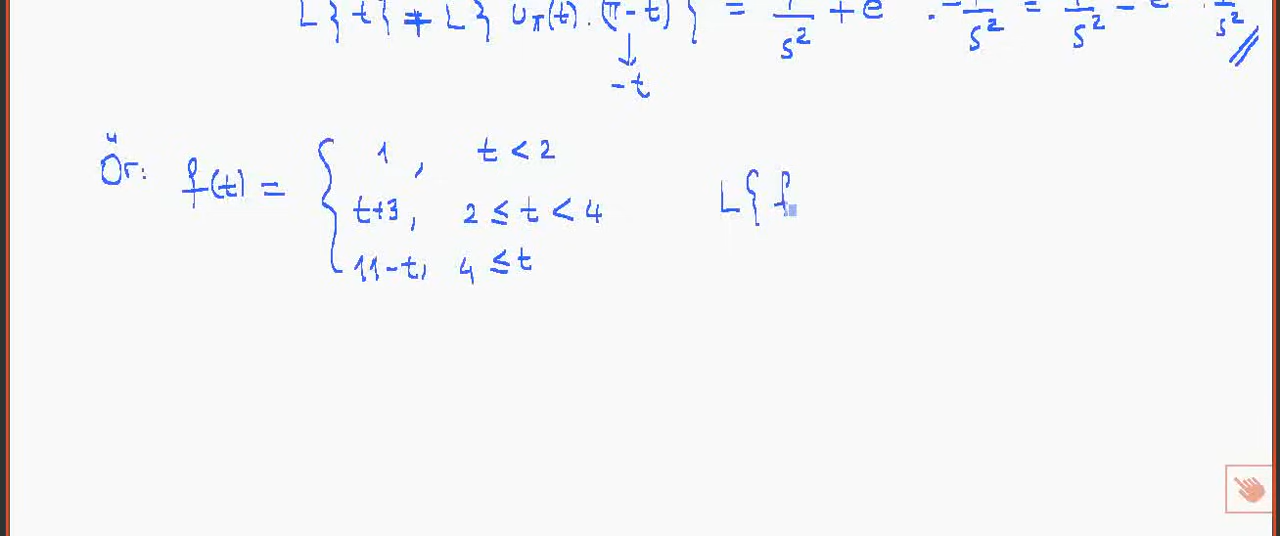 L{t} + L{ u_π(t) . (π - t) } = 1/s² + e . -1/s² = 1/s² - e . 1/s² //
↓
-t
Ör: f(t) = { 1 , t < 2
t+3 , 2 ≤ t < 4
11-t, 4 ≤ t
L{ f